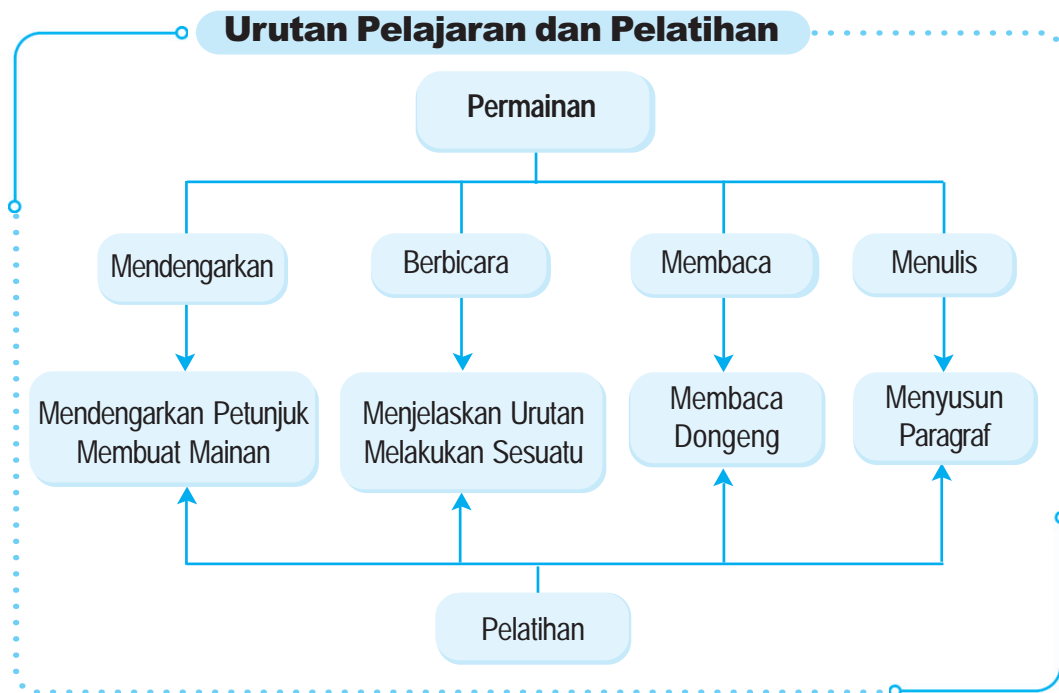 Urutan Pelajaran dan Pelatihan
Permainan
Mendengarkan
Berbicara
Membaca
Menulis
Mendengarkan Petunjuk
Membuat Mainan
Menjelaskan Urutan
Melakukan Sesuatu
Membaca
Dongeng
Menyusun
Paragraf
Pelatihan